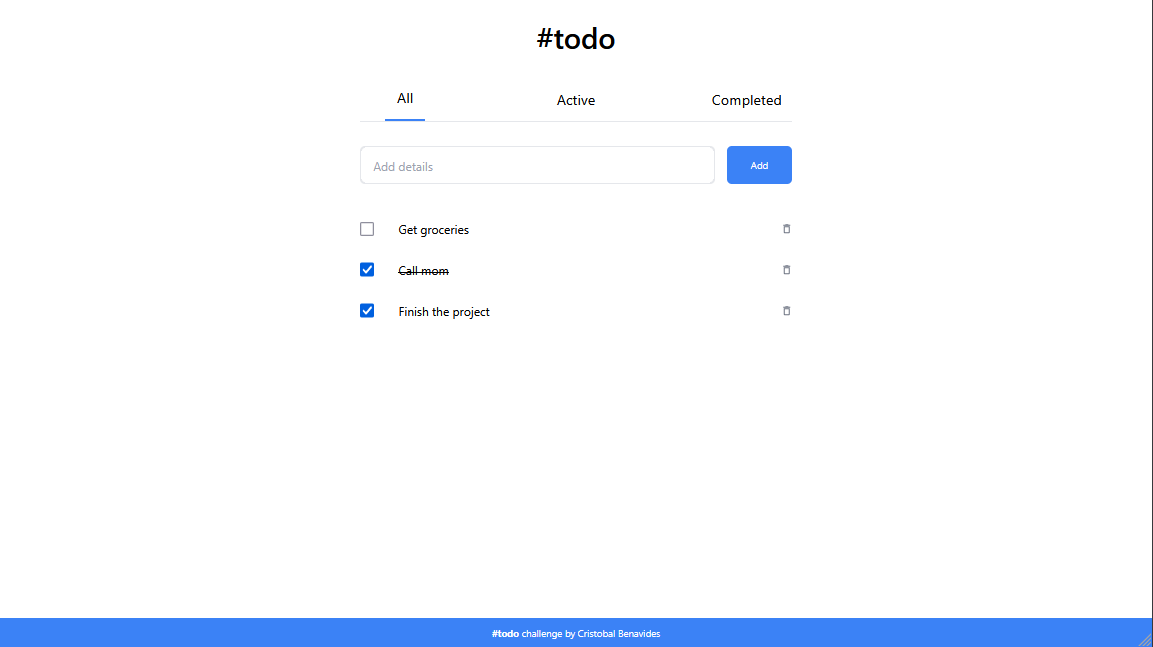 #todo
All Active Completed
Add details Add
Get groceries
Call mom
Finish the project
#todo challenge by Cristobal Benavides